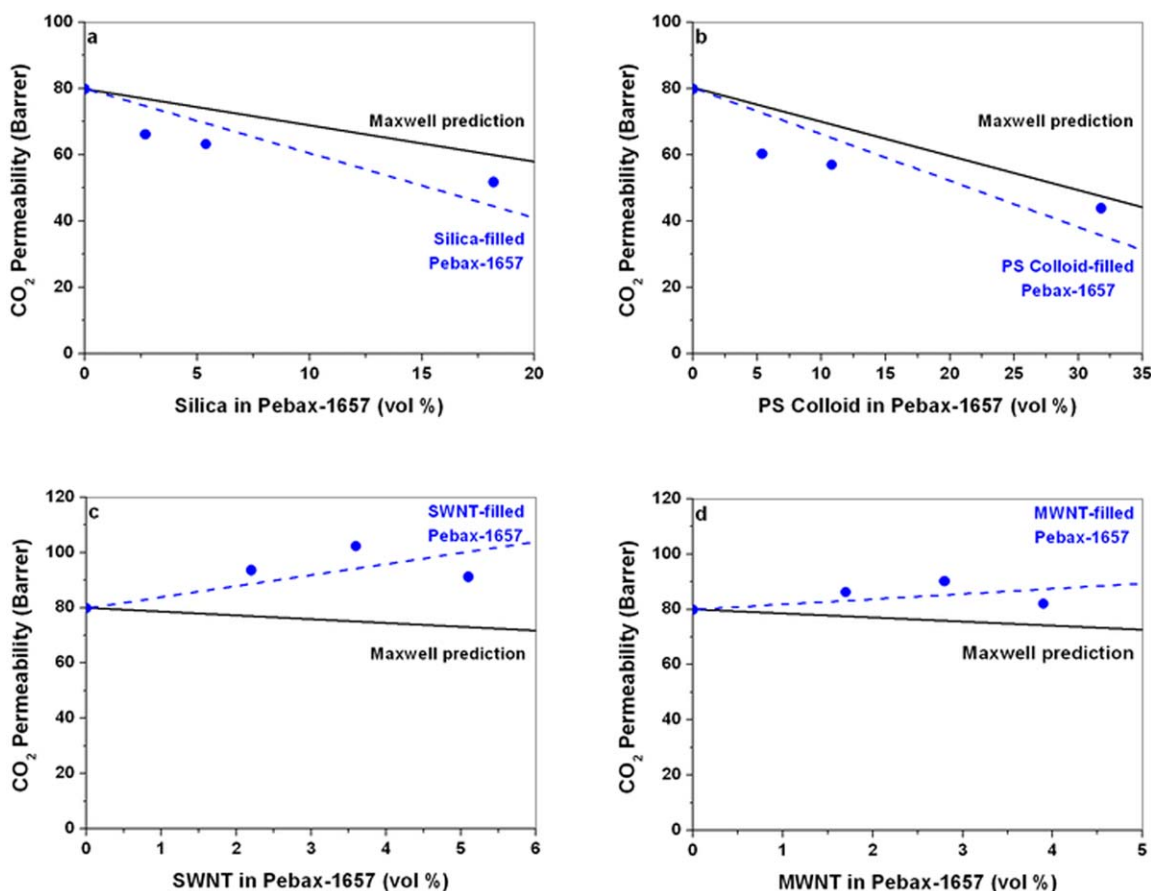 a
CO₂ Permeability (Barrer)
100
80
60
40
20
0
Maxwell prediction
Silica-filled
Pebax-1657
0 5 10 15 20
Silica in Pebax-1657 (vol %)
b
CO₂ Permeability (Barrer)
100
80
60
40
20
0
Maxwell prediction
PS Colloid-filled
Pebax-1657
0 5 10 15 20 25 30 35
PS Colloid in Pebax-1657 (vol %)
c
CO₂ Permeability (Barrer)
120
100
80
60
40
20
0
SWNT-filled
Pebax-1657
Maxwell prediction
0 1 2 3 4 5 6
SWNT in Pebax-1657 (vol %)
d
CO₂ Permeability (Barrer)
120
100
80
60
40
20
0
MWNT-filled
Pebax-1657
Maxwell prediction
0 1 2 3 4 5
MWNT in Pebax-1657 (vol %)